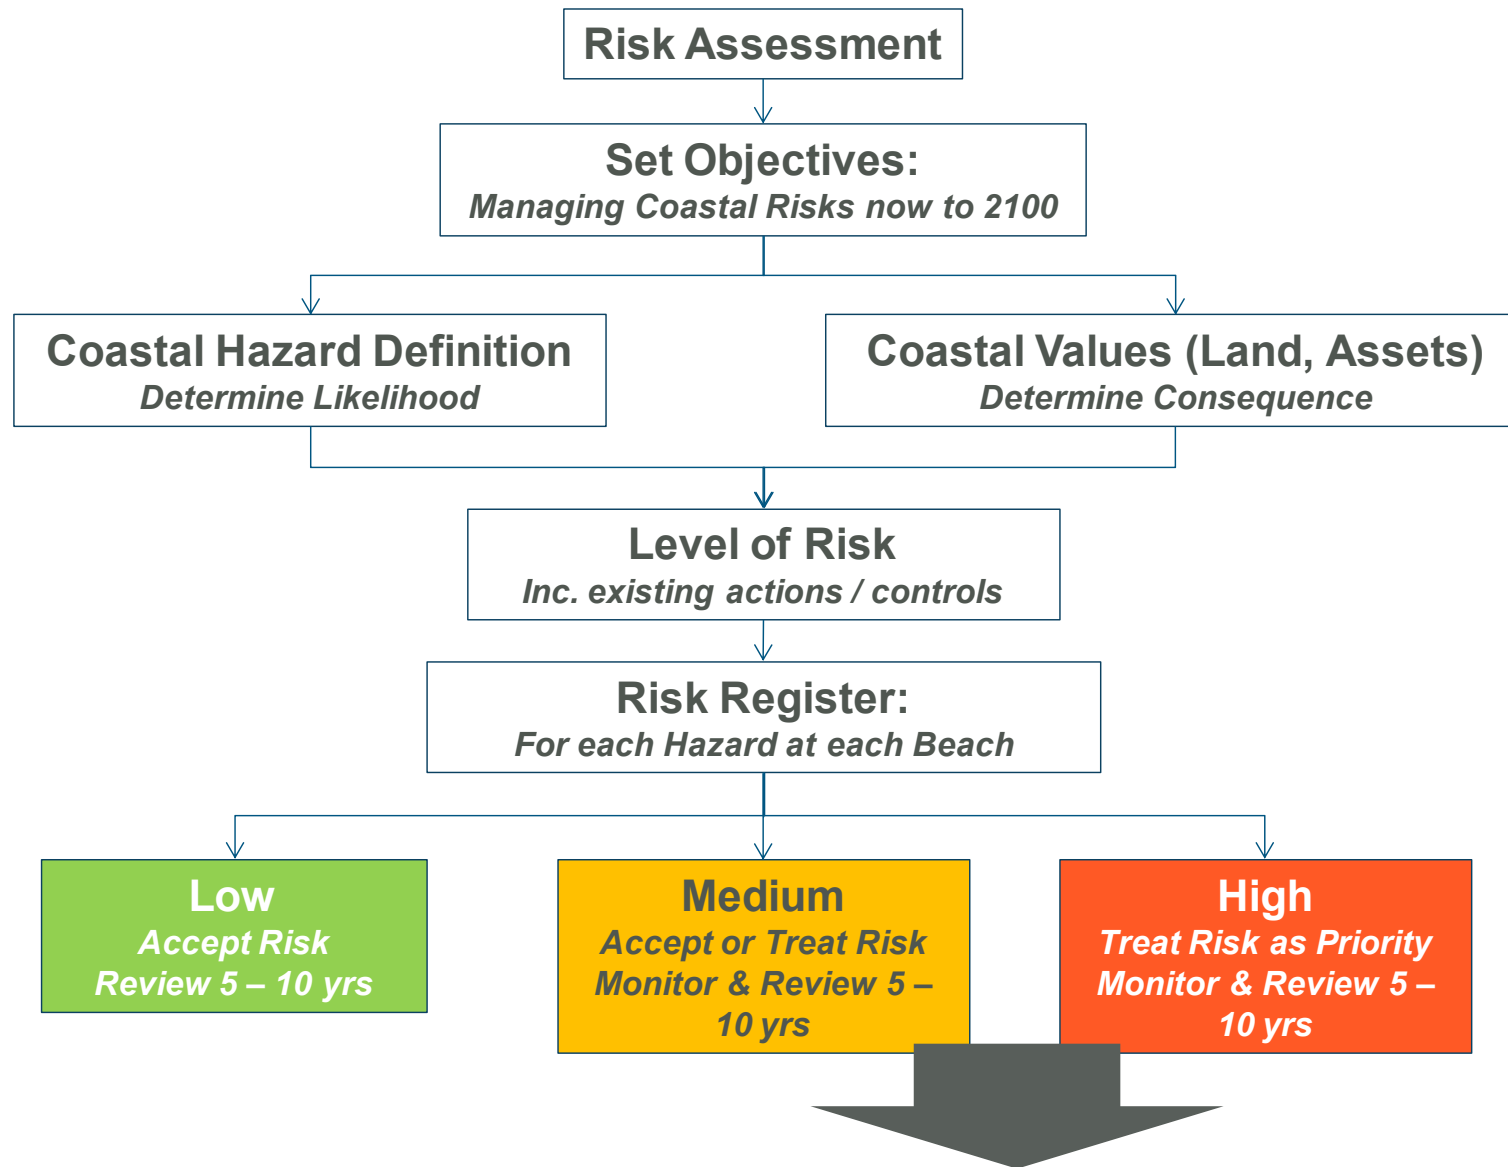 Risk Assessment
Set Objectives:
Managing Coastal Risks now to 2100
Coastal Hazard Definition
Determine Likelihood
Coastal Values (Land, Assets)
Determine Consequence
Level of Risk
Inc. existing actions / controls
Risk Register:
For each Hazard at each Beach
Low
Accept Risk
Review 5 – 10 yrs
Medium
Accept or Treat Risk
Monitor & Review 5 –
10 yrs
High
Treat Risk as Priority
Monitor & Review 5 –
10 yrs